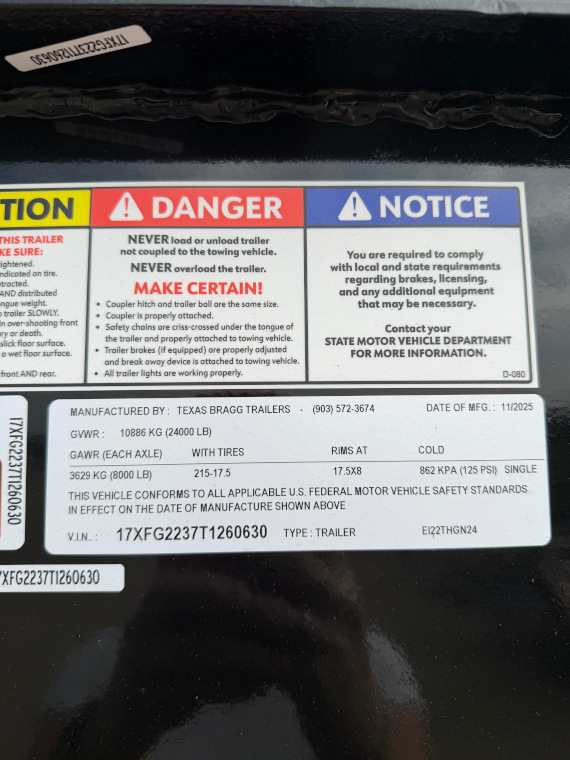 17XFG2237T1260630
TION
THIS TRAILER
KE SURE:
ightened.
ndicated on tire.
etracted.
AND distributed
ngue weight.
o trailer SLOWLY.
in over-shooting front
ry or death.
slick floor surface.
a wet floor surface.
front AND rear.
DANGER
NEVER load or unload trailer
not coupled to the towing vehicle.
NEVER overload the trailer.
MAKE CERTAIN!
• Coupler hitch and trailer ball are the same size.
• Coupler is properly attached.
• Safety chains are criss-crossed under the tongue of
the trailer and properly attached to towing vehicle.
• Trailer brakes (if equipped) are properly adjusted
and break away device is attached to towing vehicle.
• All trailer lights are working properly.
NOTICE
You are required to comply
with local and state requirements
regarding brakes, licensing,
and any additional equipment
that may be necessary.
Contact your
STATE MOTOR VEHICLE DEPARTMENT
FOR MORE INFORMATION.
D-080
17XFG2237T1260630
MANUFACTURED BY : TEXAS BRAGG TRAILERS - (903) 572-3674 DATE OF MFG. : 11/2025
GVWR : 10886 KG (24000 LB)
GAWR (EACH AXLE) WITH TIRES RIMS AT COLD
3629 KG (8000 LB) 215-17.5 17.5X8 862 KPA (125 PSI) SINGLE
THIS VEHICLE CONFORMS TO ALL APPLICABLE U.S. FEDERAL MOTOR VEHICLE SAFETY STANDARDS
IN EFFECT ON THE DATE OF MANUFACTURE SHOWN ABOVE
V.I.N.. : 17XFG2237T1260630 TYPE : TRAILER EI22THGN24
7XFG2237T1260630